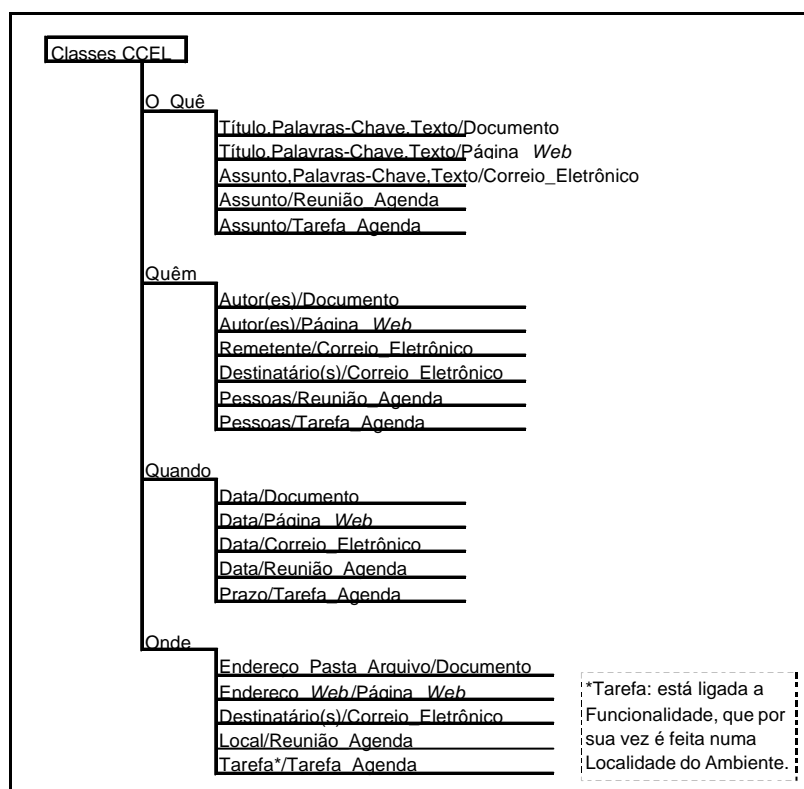 Classes CCEL
O_Quê
Título,Palavras-Chave,Texto/Documento
Título,Palavras-Chave,Texto/Página_Web
Assunto,Palavras-Chave,Texto/Correio_Eletrônico
Assunto/Reunião_Agenda
Assunto/Tarefa_Agenda
Quêm
Autor(es)/Documento
Autor(es)/Página_Web
Remetente/Correio_Eletrônico
Destinatário(s)/Correio_Eletrônico
Pessoas/Reunião_Agenda
Pessoas/Tarefa_Agenda
Quando
Data/Documento
Data/Página_Web
Data/Correio_Eletrônico
Data/Reunião_Agenda
Prazo/Tarefa_Agenda
Onde
Endereço_Pasta_Arquivo/Documento
Endereço_Web/Página_Web
Destinatário(s)/Correio_Eletrônico
Local/Reunião_Agenda
Tarefa*/Tarefa_Agenda
*Tarefa: está ligada a
Funcionalidade, que por
sua vez é feita numa
Localidade do Ambiente.